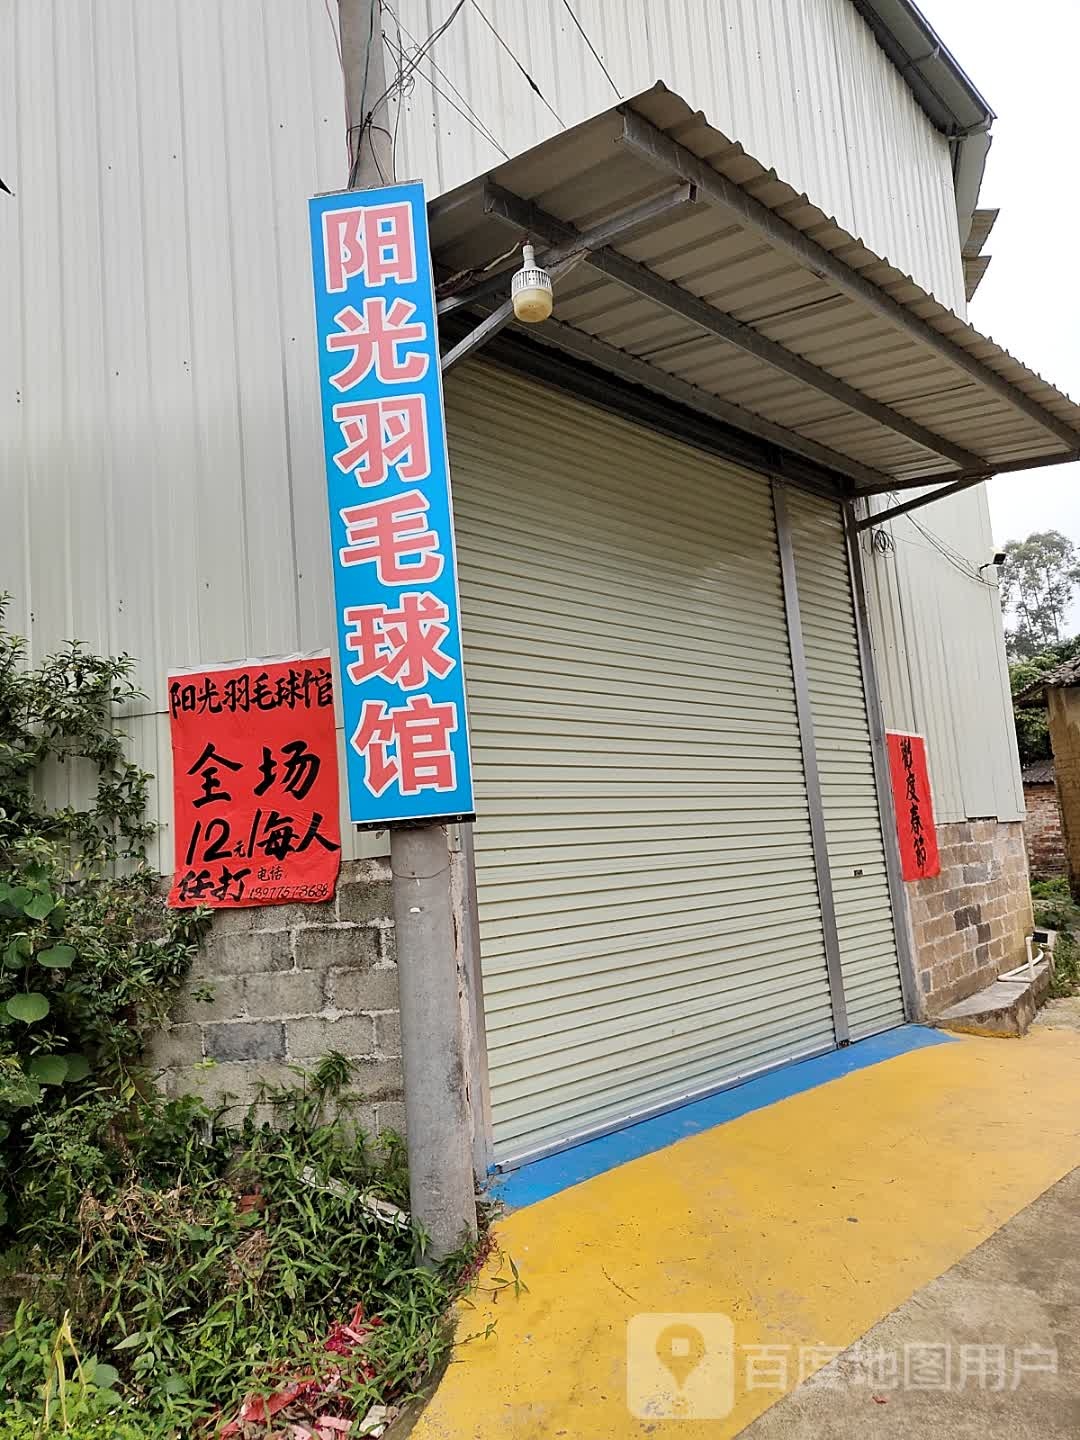 阳光羽毛球馆
阳光羽毛球馆
全场
12元/每人
任打 电话
欢度春节
百度地图用户